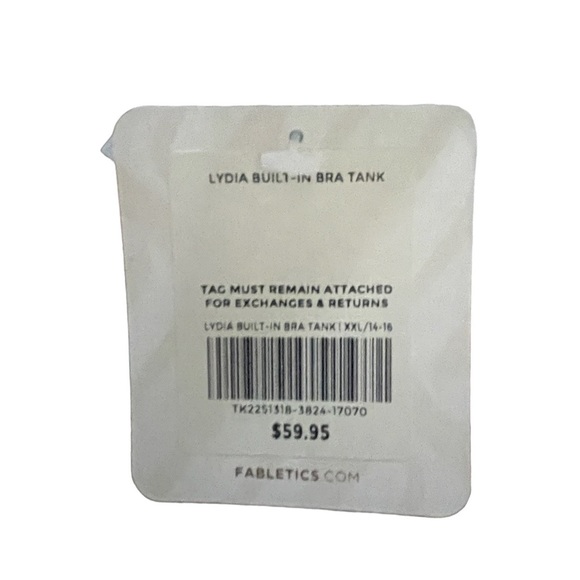 LYDIA BUILT-IN BRA TANK
TAG MUST REMAIN ATTACHED
FOR EXCHANGES & RETURNS
LYDIA BUILT-IN BRA TANK | XXL/14-16
TK2251318-3824-17070
$59.95
FABLETICS.COM